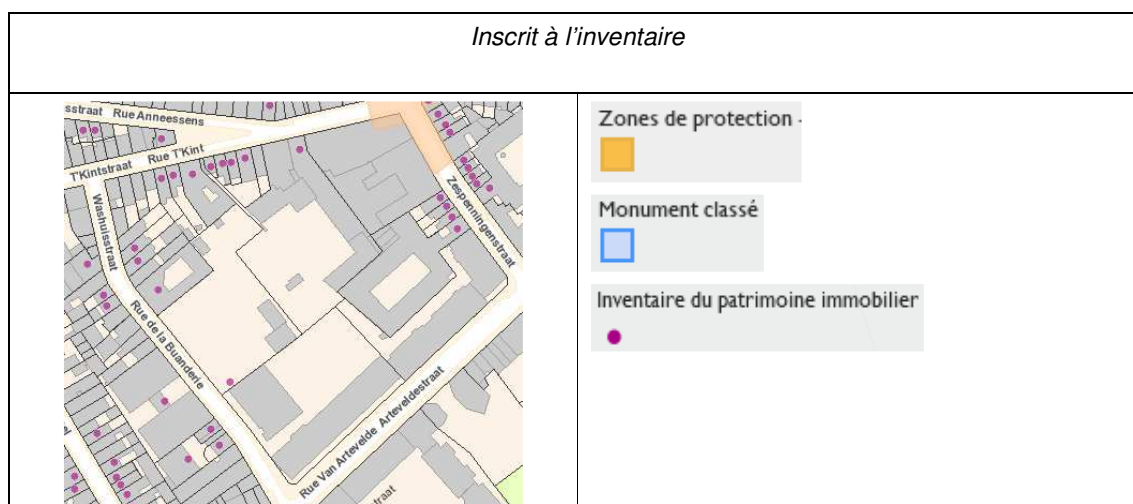 Inscrit à l'inventaire
sstraat Rue Anneessens
T'Kintstraat Rue T'Kint
Washuisstraat
Zespenningenstraat
Rue de la Buanderie
Rue Van Artevelde Arteveldestraat
straat
Zones de protection -
Monument classé
Inventaire du patrimoine immobilier